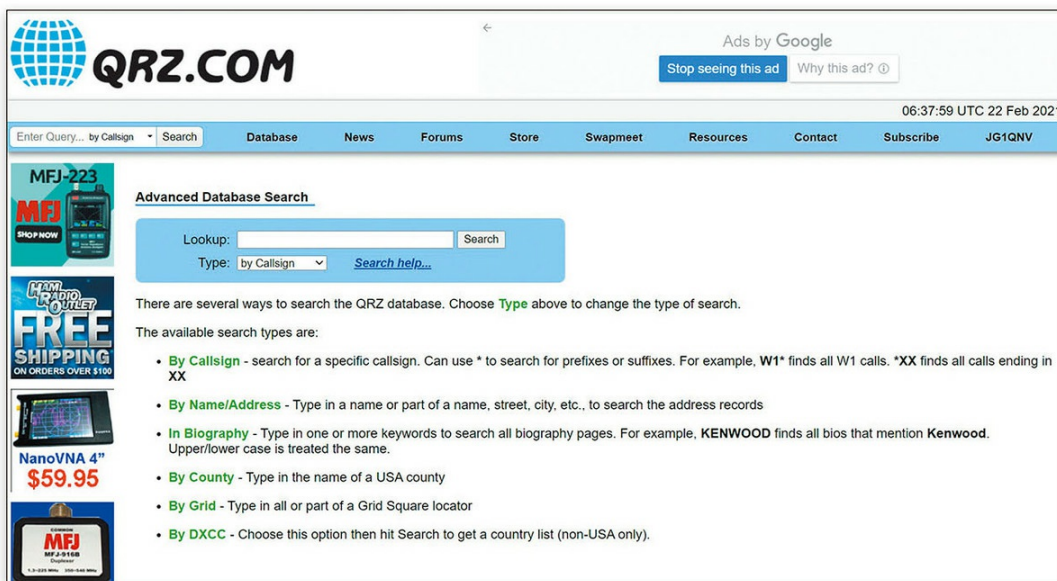 QRZ.COM
Ads by Google
Stop seeing this ad Why this ad?
06:37:59 UTC 22 Feb 2021
Enter Query... by Callsign Search Database News Forums Store Swapmeet Resources Contact Subscribe JG1QNV
MFJ-223
MFJ
SHOP NOW
HAM RADIO OUTLET
FREE
SHIPPING
ON ORDERS OVER $100
NanoVNA 4"
$59.95
COMMON
MFJ
MFJ-916B
Duplexer
1.3-225 MHz 350-540 MHz
Advanced Database Search
Lookup: Search
Type: by Callsign Search help...
There are several ways to search the QRZ database. Choose Type above to change the type of search.
The available search types are:
• By Callsign - search for a specific callsign. Can use * to search for prefixes or suffixes. For example, W1* finds all W1 calls. *XX finds all calls ending in
XX
• By Name/Address - Type in a name or part of a name, street, city, etc., to search the address records
• In Biography - Type in one or more keywords to search all biography pages. For example, KENWOOD finds all bios that mention Kenwood.
Upper/lower case is treated the same.
• By County - Type in the name of a USA county
• By Grid - Type in all or part of a Grid Square locator
• By DXCC - Choose this option then hit Search to get a country list (non-USA only).